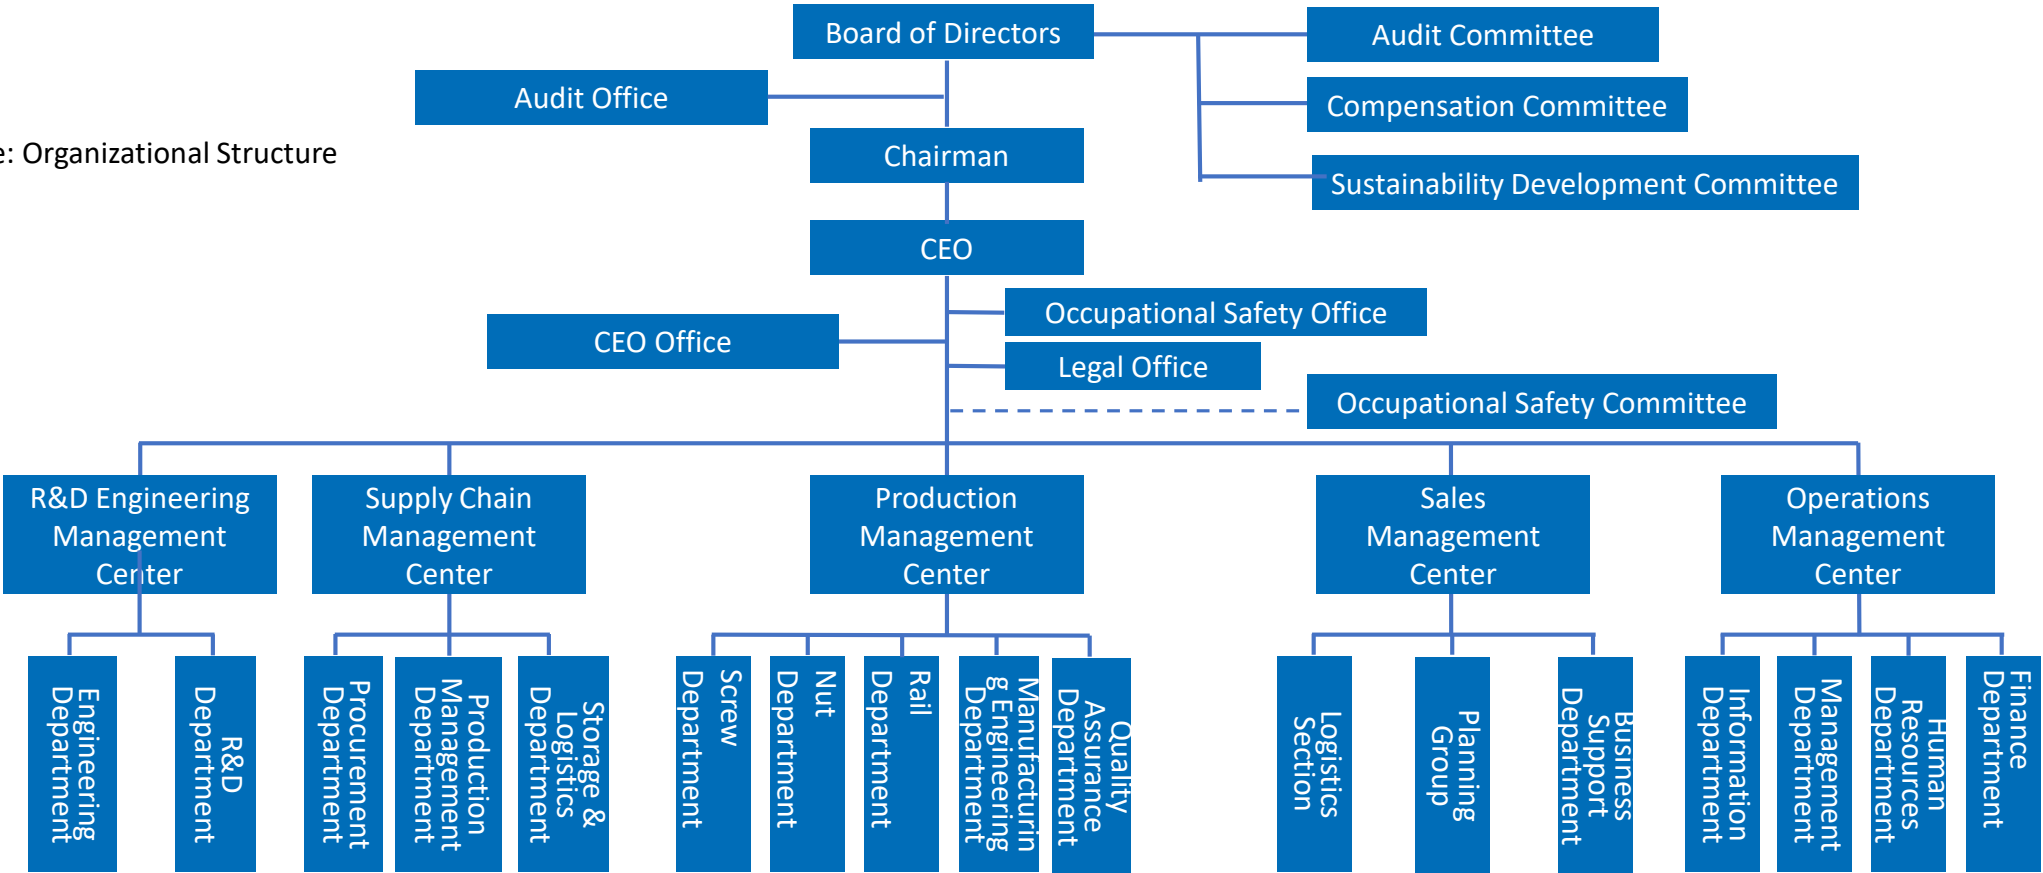 Board of Directors
Audit Committee
Audit Office
Compensation Committee
e: Organizational Structure
Chairman
Sustainability Development Committee
CEO
Occupational Safety Office
CEO Office
Legal Office
Occupational Safety Committee
R&D Engineering
Management
Center
Supply Chain
Management
Center
Production
Management
Center
Sales
Management
Center
Operations
Management
Center
Engineering
Department
R&D
Department
Procurement
Department
Production
Management
Department
Storage &
Logistics
Department
Screw
Department
Nut
Department
Rail
Department
Manufacturin
g Engineering
Department
Quality
Assurance
Department
Logistics
Section
Planning
Group
Business
Support
Department
Information
Department
Management
Department
Human
Resources
Department
Finance
Department